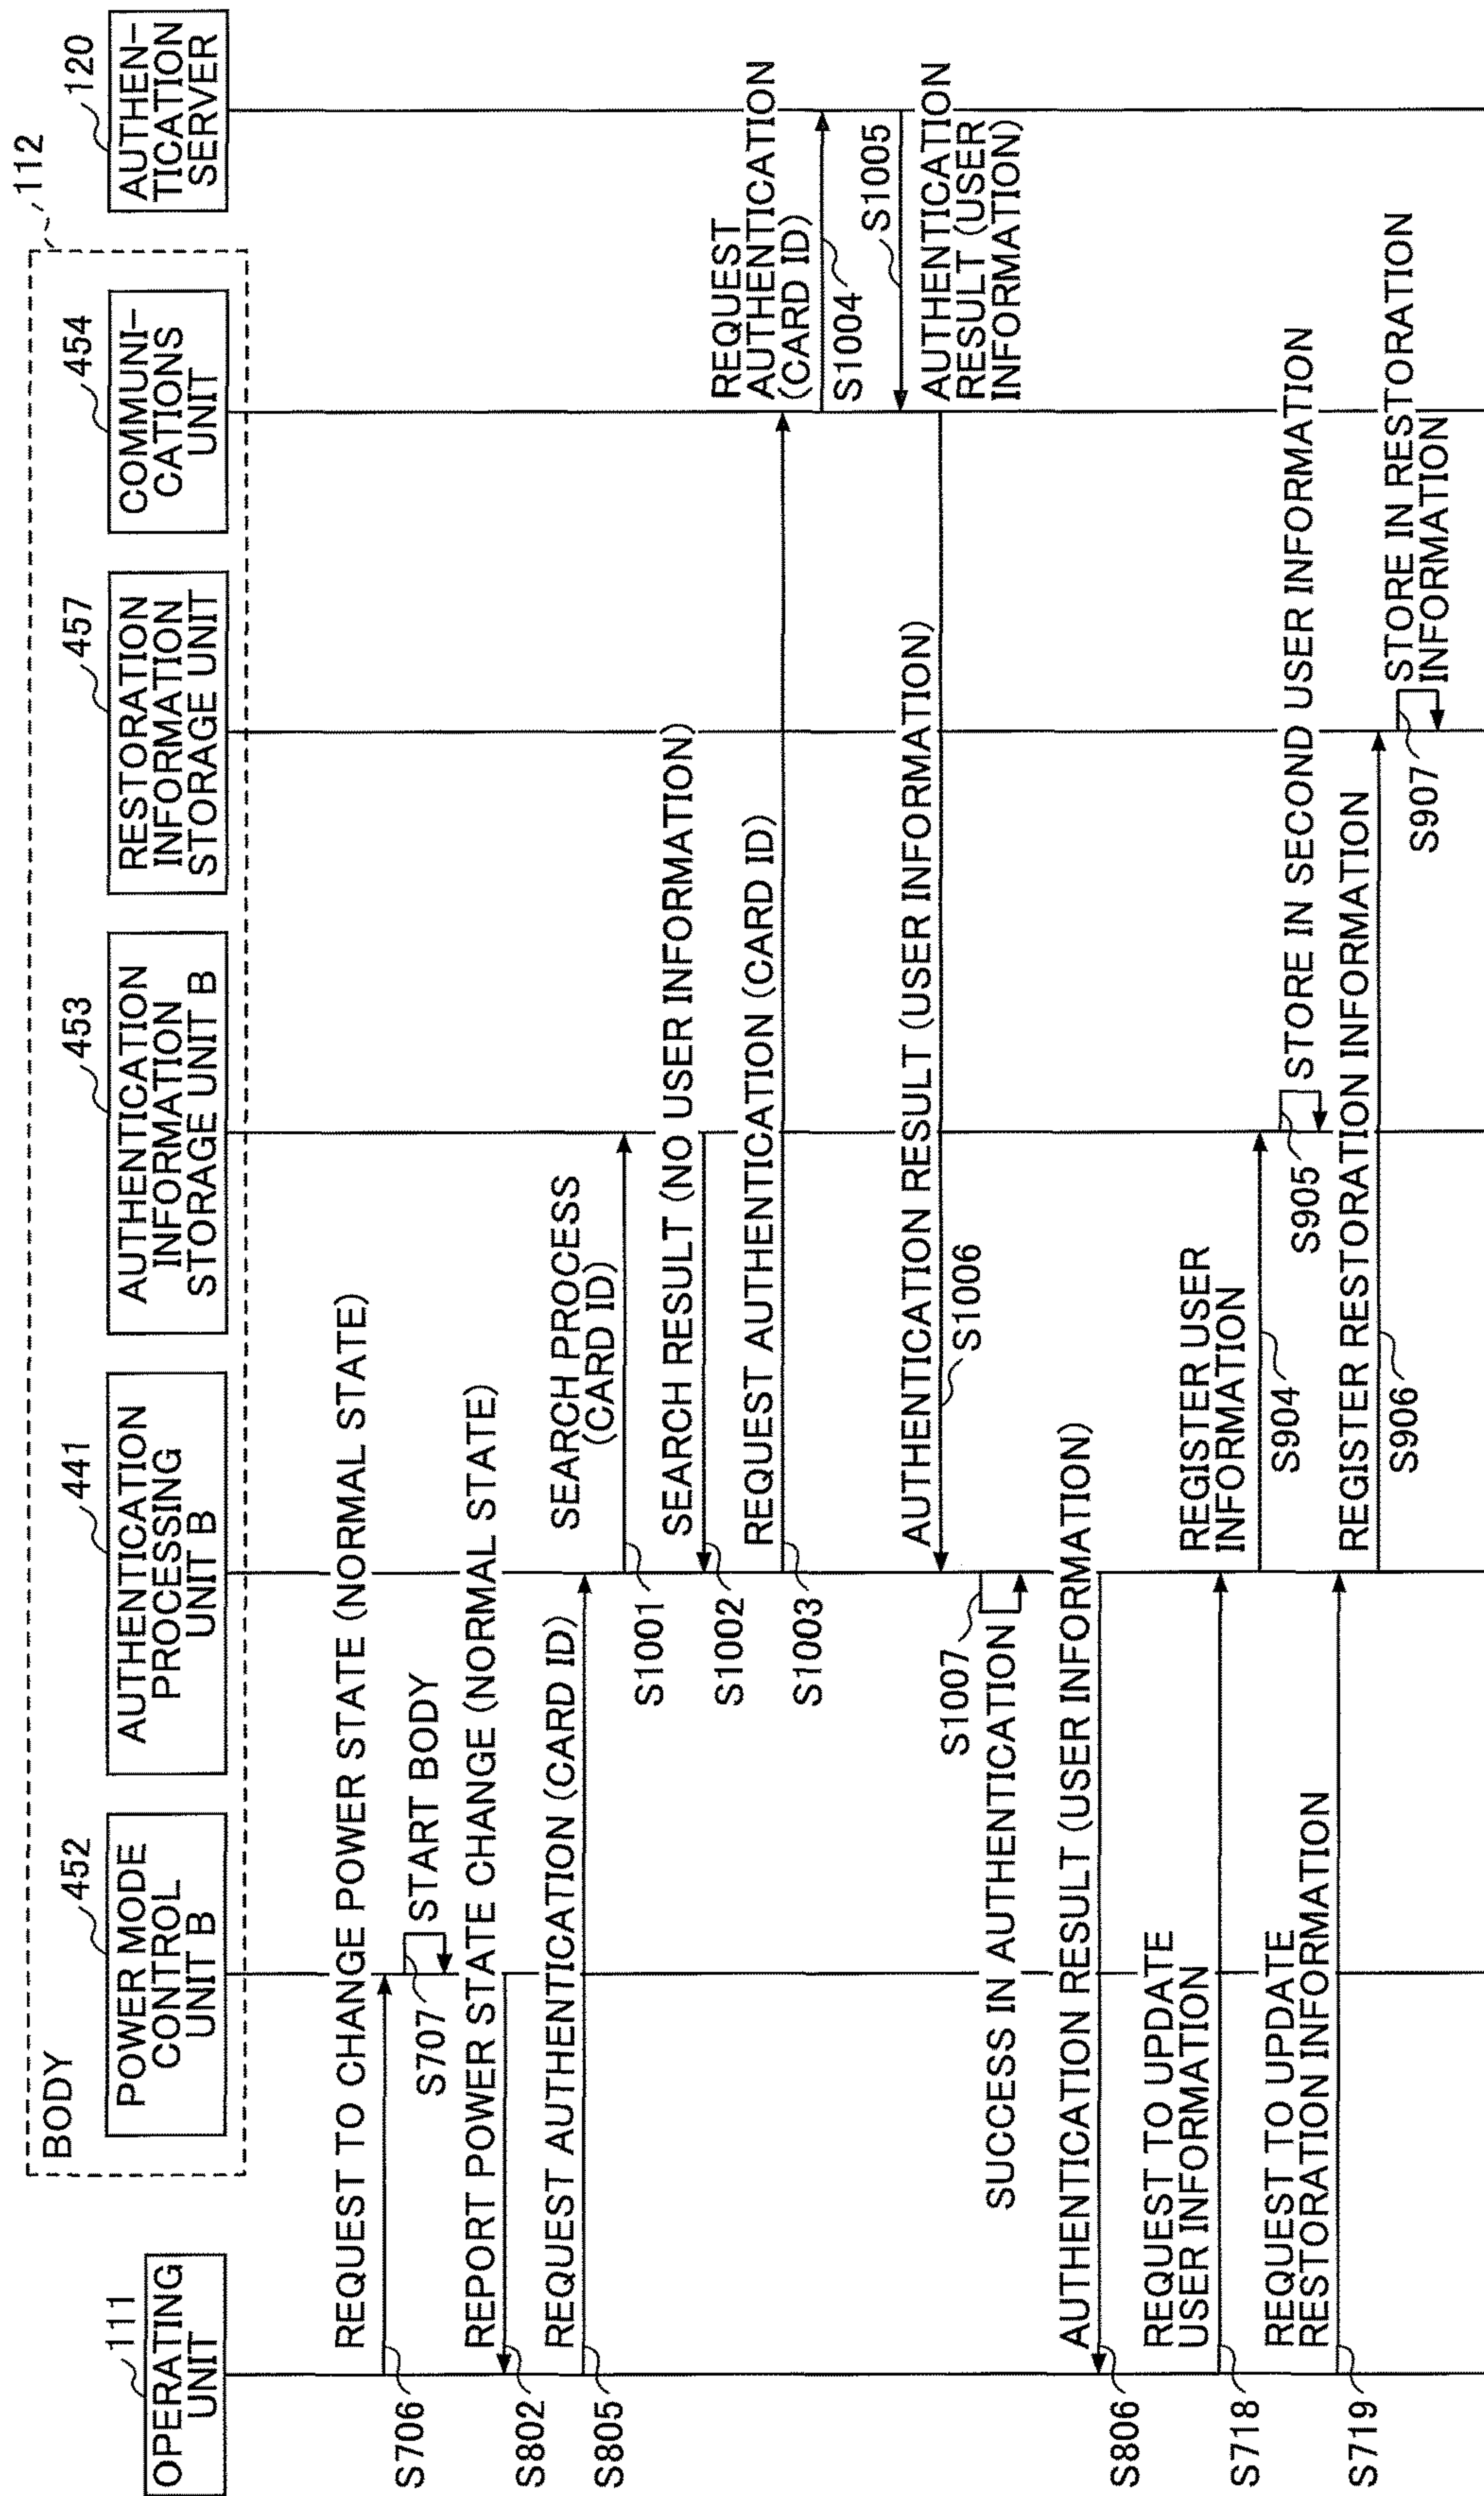 112
BODY
111
OPERATING
UNIT
452
POWER MODE
CONTROL
UNIT B
441
AUTHENTICATION
PROCESSING
UNIT B
453
AUTHENTICATION
INFORMATION
STORAGE UNIT B
457
RESTORATION
INFORMATION
STORAGE UNIT
454
COMMUNI-
CATIONS
UNIT
120
AUTHEN-
TICATION
SERVER
REQUEST TO CHANGE POWER STATE (NORMAL STATE)
S706
START BODY
S707
REPORT POWER STATE CHANGE (NORMAL STATE)
S802
REQUEST AUTHENTICATION (CARD ID)
S805
SEARCH PROCESS
(CARD ID)
S1001
SEARCH RESULT (NO USER INFORMATION)
S1002
REQUEST AUTHENTICATION (CARD ID)
S1003
REQUEST
AUTHENTICATION
(CARD ID)
S1004
S1005
AUTHENTICATION
RESULT (USER
INFORMATION)
AUTHENTICATION RESULT (USER INFORMATION)
S1006
S1007
SUCCESS IN AUTHENTICATION
AUTHENTICATION RESULT (USER INFORMATION)
S806
REQUEST TO UPDATE
USER INFORMATION
S718
REGISTER USER
INFORMATION
S904
STORE IN SECOND USER INFORMATION
S905
REQUEST TO UPDATE
RESTORATION INFORMATION
S719
REGISTER RESTORATION INFORMATION
S906
STORE IN RESTORATION
INFORMATION
S907